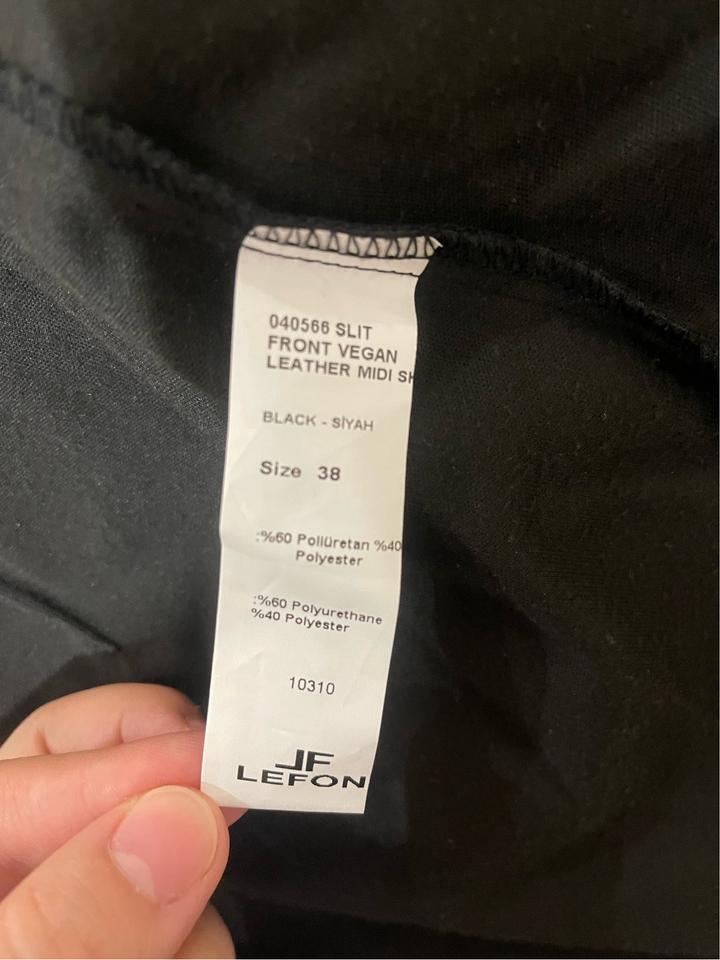 040566 SLIT
FRONT VEGAN
LEATHER MIDI SK
BLACK - SİYAH
Size 38
:%60 Poliüretan %40
Polyester
:%60 Polyurethane
%40 Polyester
10310
LF
LEFON